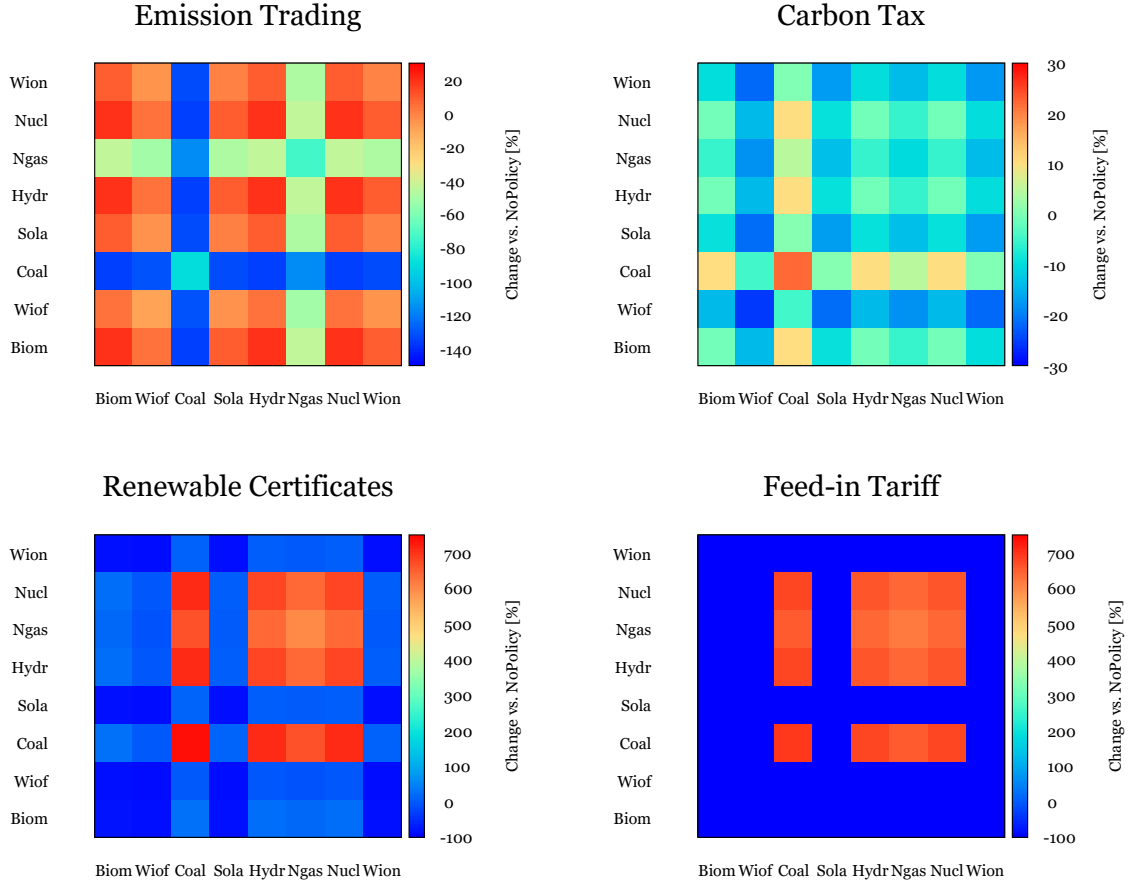 Emission Trading
Wion
Nucl
Ngas
Hydr
Sola
Coal
Wiof
Biom
Biom Wiof Coal Sola Hydr Ngas Nucl Wion
20
0
-20
-40
-60
-80
-100
-120
-140
Change vs. NoPolicy [%]
Carbon Tax
Wion
Nucl
Ngas
Hydr
Sola
Coal
Wiof
Biom
Biom Wiof Coal Sola Hydr Ngas Nucl Wion
30
20
10
0
-10
-20
-30
Change vs. NoPolicy [%]
Renewable Certificates
Wion
Nucl
Ngas
Hydr
Sola
Coal
Wiof
Biom
Biom Wiof Coal Sola Hydr Ngas Nucl Wion
700
600
500
400
300
200
100
0
-100
Change vs. NoPolicy [%]
Feed-in Tariff
Wion
Nucl
Ngas
Hydr
Sola
Coal
Wiof
Biom
Biom Wiof Coal Sola Hydr Ngas Nucl Wion
700
600
500
400
300
200
100
0
-100
Change vs. NoPolicy [%]